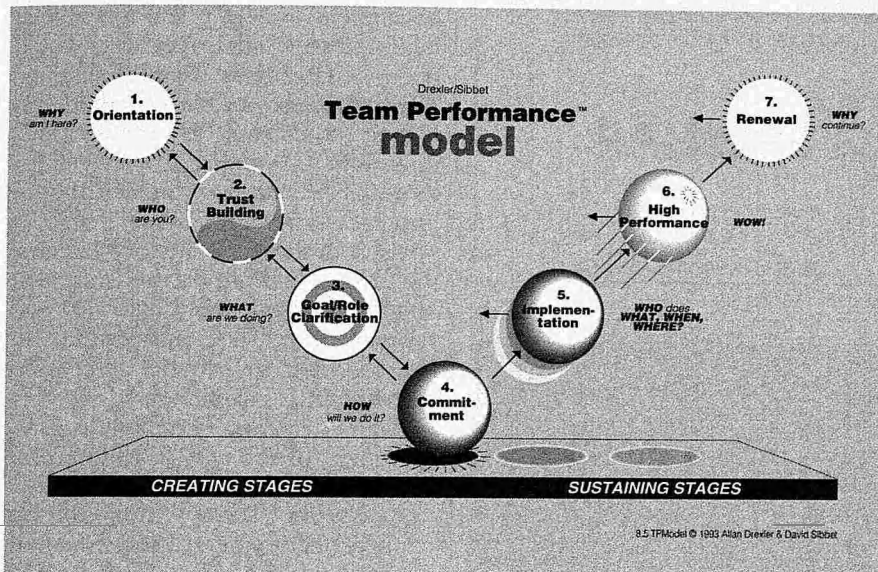 Drexler/Sibbet
Team Performance™
model
1.
Orientation
WHY
am I here?
2.
Trust
Building
WHO
are you?
3.
Goal/Role
Clarification
WHAT
are we doing?
4.
Commit-
ment
HOW
will we do it?
5.
Implemen-
tation
WHO does
WHAT, WHEN,
WHERE?
6.
High
Performance
WOW!
7.
Renewal
WHY
continue?
CREATING STAGES
SUSTAINING STAGES
8.5 TPModel © 1993 Allan Drexler & David Sibbet